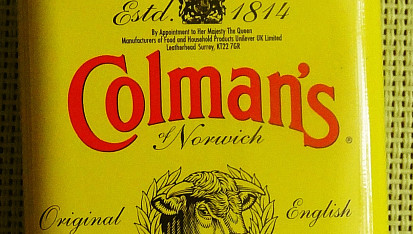 Estd. 1814
By Appointment to Her Majesty The Queen
Manufacturers of Food and Household Products Unilever UK Limited
Leatherhead Surrey, KT22 7GR
Colman's®
of Norwich
Original English